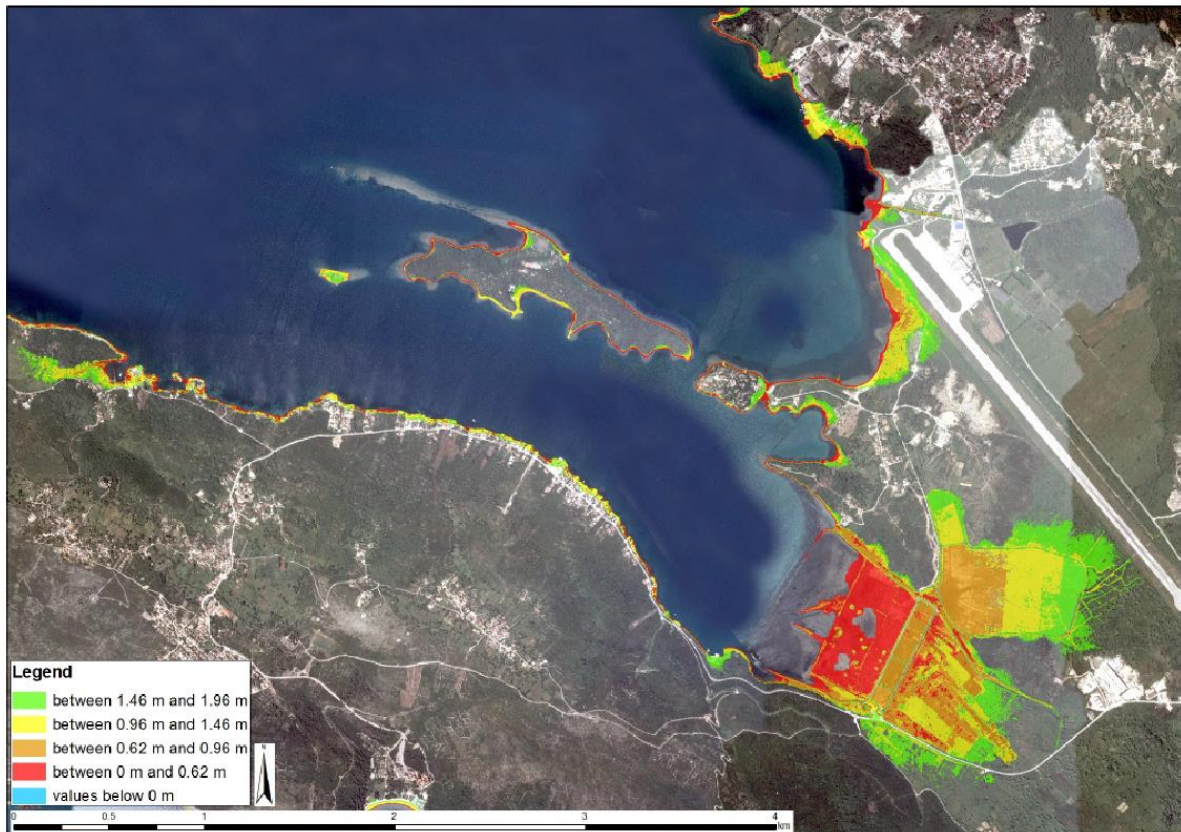 Legend
between 1.46 m and 1.96 m
between 0.96 m and 1.46 m
between 0.62 m and 0.96 m
between 0 m and 0.62 m
values below 0 m
N
0 0.5 1 2 3 4
km